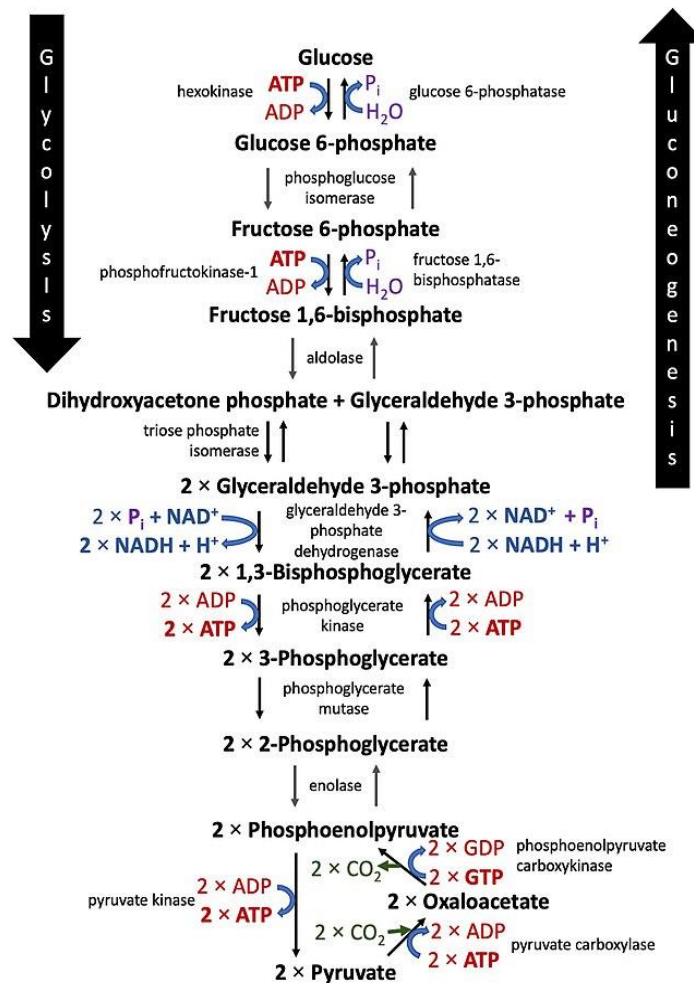 GlycolysIs
Gluconeogenesis
Glucose
hexokinase ATP Pi glucose 6-phosphatase
ADP H2O
Glucose 6-phosphate
phosphoglucose
isomerase
Fructose 6-phosphate
phosphofructokinase-1 ATP Pi fructose 1,6-
ADP H2O bisphosphatase
Fructose 1,6-bisphosphate
aldolase
Dihydroxyacetone phosphate + Glyceraldehyde 3-phosphate
triose phosphate
isomerase
2 × Glyceraldehyde 3-phosphate
2 × Pi + NAD+ glyceraldehyde 3- 2 × NAD+ + Pi
phosphate
2 × NADH + H+ dehydrogenase 2 × NADH + H+
2 × 1,3-Bisphosphoglycerate
2 × ADP phosphoglycerate 2 × ADP
2 × ATP kinase 2 × ATP
2 × 3-Phosphoglycerate
phosphoglycerate
mutase
2 × 2-Phosphoglycerate
enolase
2 × Phosphoenolpyruvate
2 × GDP phosphoenolpyruvate
2 × CO2 carboxykinase
2 × GTP
pyruvate kinase 2 × ADP 2 × Oxaloacetate
2 × ATP
2 × CO2 2 × ADP pyruvate carboxylase
2 × ATP
2 × Pyruvate